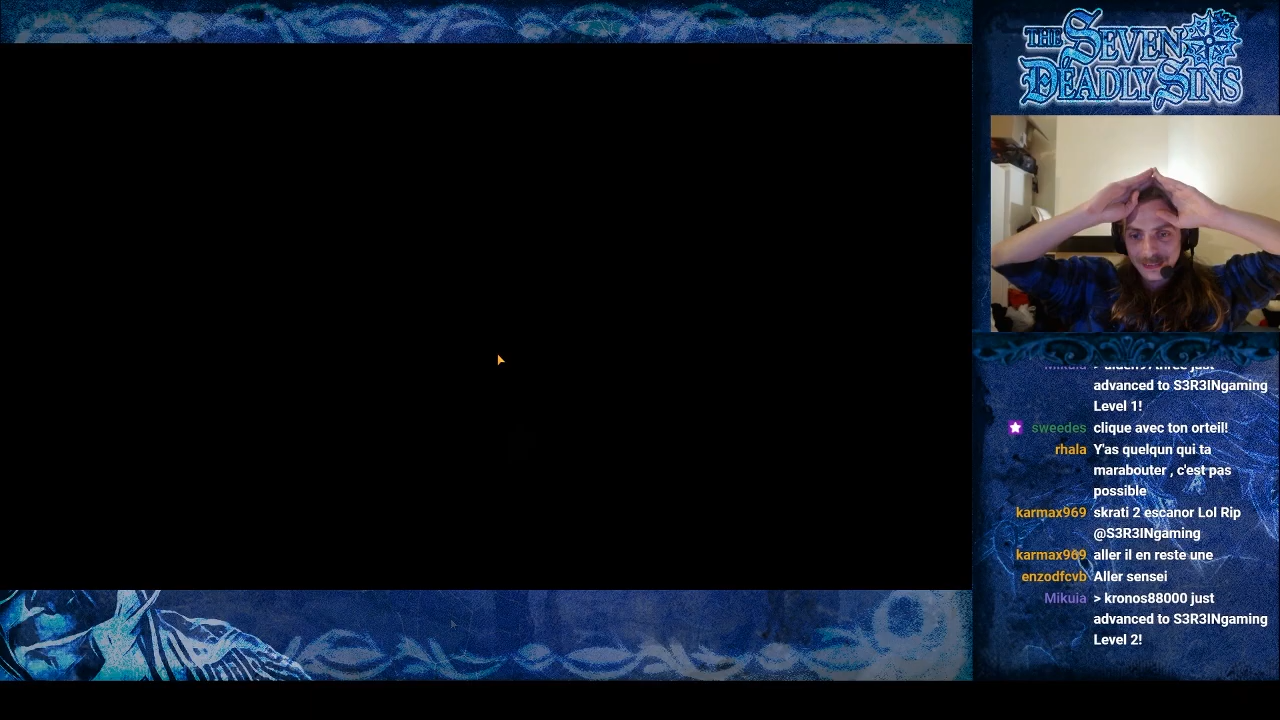 THE SEVEN
DEADLY SINS
advanced to S3R3INgaming
Level 1!
sweedes clique avec ton orteil!
rhala Y'as quelqun qui ta
marabouter , c'est pas
possible
karmax969 skrati 2 escanor Lol Rip
@S3R3INgaming
karmax969 aller il en reste une
enzodfcvb Aller sensei
Mikuia > kronos88000 just
advanced to S3R3INgaming
Level 2!